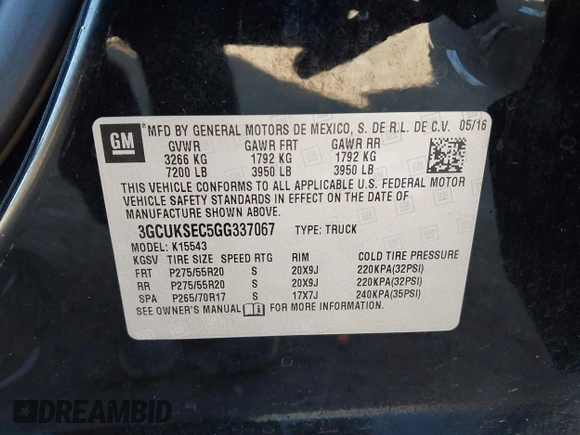 GM ® MFD BY GENERAL MOTORS DE MEXICO, S. DE R.L. DE C.V. 05/16
GVWR GAWR FRT GAWR RR
3266 KG 1792 KG 1792 KG
7200 LB 3950 LB 3950 LB
THIS VEHICLE CONFORMS TO ALL APPLICABLE U.S. FEDERAL MOTOR
VEHICLE SAFETY STANDARDS IN EFFECT ON THE DATE OF
MANUFACTURE SHOWN ABOVE.
3GCUKSEC5GG337067 TYPE: TRUCK
MODEL: K15543
KGSV TIRE SIZE SPEED RTG RIM COLD TIRE PRESSURE
FRT P275/55R20 S 20X9J 220KPA(32PSI)
RR P275/55R20 S 20X9J 220KPA(32PSI)
SPA P265/70R17 S 17X7J 240KPA(35PSI)
SEE OWNER'S MANUAL FOR MORE INFORMATION.
DREAMBID